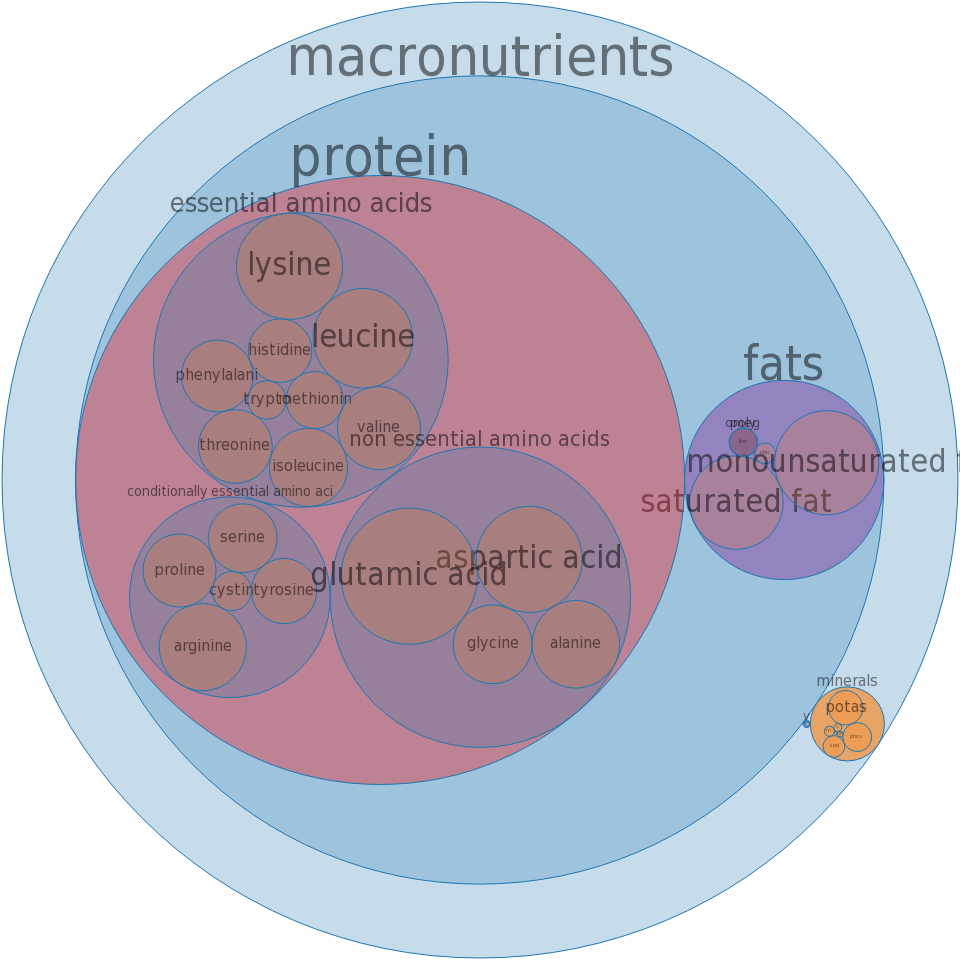 macronutrients
protein
essential amino acids
lysine
leucine
histidine
phenylalani
trypto
methionin
threonine
valine
isoleucine
non essential amino acids
conditionally essential amino aci
serine
proline
cystin
tyrosine
arginine
glutamic acid
aspartic acid
glycine
alanine
fats
monounsaturated f
saturated fat
minerals
potas
v
phos